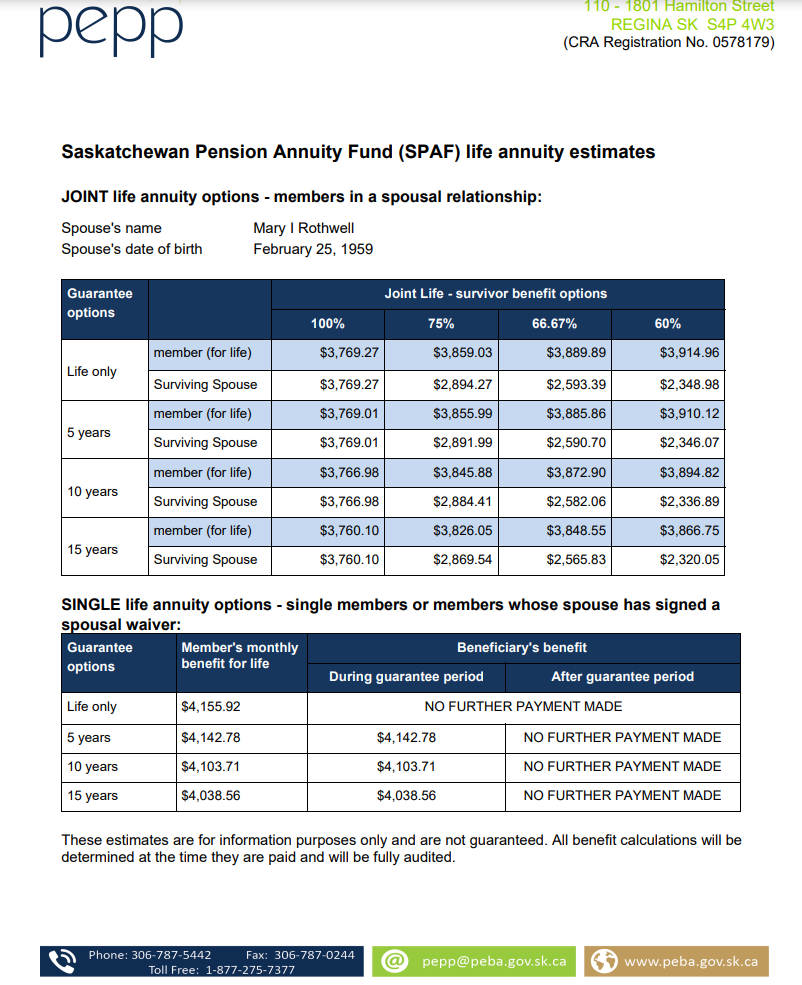 pepp
110 - 1801 Hamilton Street
REGINA SK S4P 4W3
(CRA Registration No. 0578179)
Saskatchewan Pension Annuity Fund (SPAF) life annuity estimates
JOINT life annuity options - members in a spousal relationship:
Spouse's name Mary I Rothwell
Spouse's date of birth February 25, 1959
Guarantee options Joint Life - survivor benefit options
100% 75% 66.67% 60%
Life only
member (for life) $3,769.27 $3,859.03 $3,889.89 $3,914.96
Surviving Spouse $3,769.27 $2,894.27 $2,593.39 $2,348.98
5 years
member (for life) $3,769.01 $3,855.99 $3,885.86 $3,910.12
Surviving Spouse $3,769.01 $2,891.99 $2,590.70 $2,346.07
10 years
member (for life) $3,766.98 $3,845.88 $3,872.90 $3,894.82
Surviving Spouse $3,766.98 $2,884.41 $2,582.06 $2,336.89
15 years
member (for life) $3,760.10 $3,826.05 $3,848.55 $3,866.75
Surviving Spouse $3,760.10 $2,869.54 $2,565.83 $2,320.05
SINGLE life annuity options - single members or members whose spouse has signed a
spousal waiver:
Guarantee options Member's monthly benefit for life Beneficiary's benefit
During guarantee period After guarantee period
Life only $4,155.92 NO FURTHER PAYMENT MADE
5 years $4,142.78 $4,142.78 NO FURTHER PAYMENT MADE
10 years $4,103.71 $4,103.71 NO FURTHER PAYMENT MADE
15 years $4,038.56 $4,038.56 NO FURTHER PAYMENT MADE
These estimates are for information purposes only and are not guaranteed. All benefit calculations will be
determined at the time they are paid and will be fully audited.
Phone: 306-787-5442 Fax: 306-787-0244
Toll Free: 1-877-275-7377
pepp@peba.gov.sk.ca
www.peba.gov.sk.ca